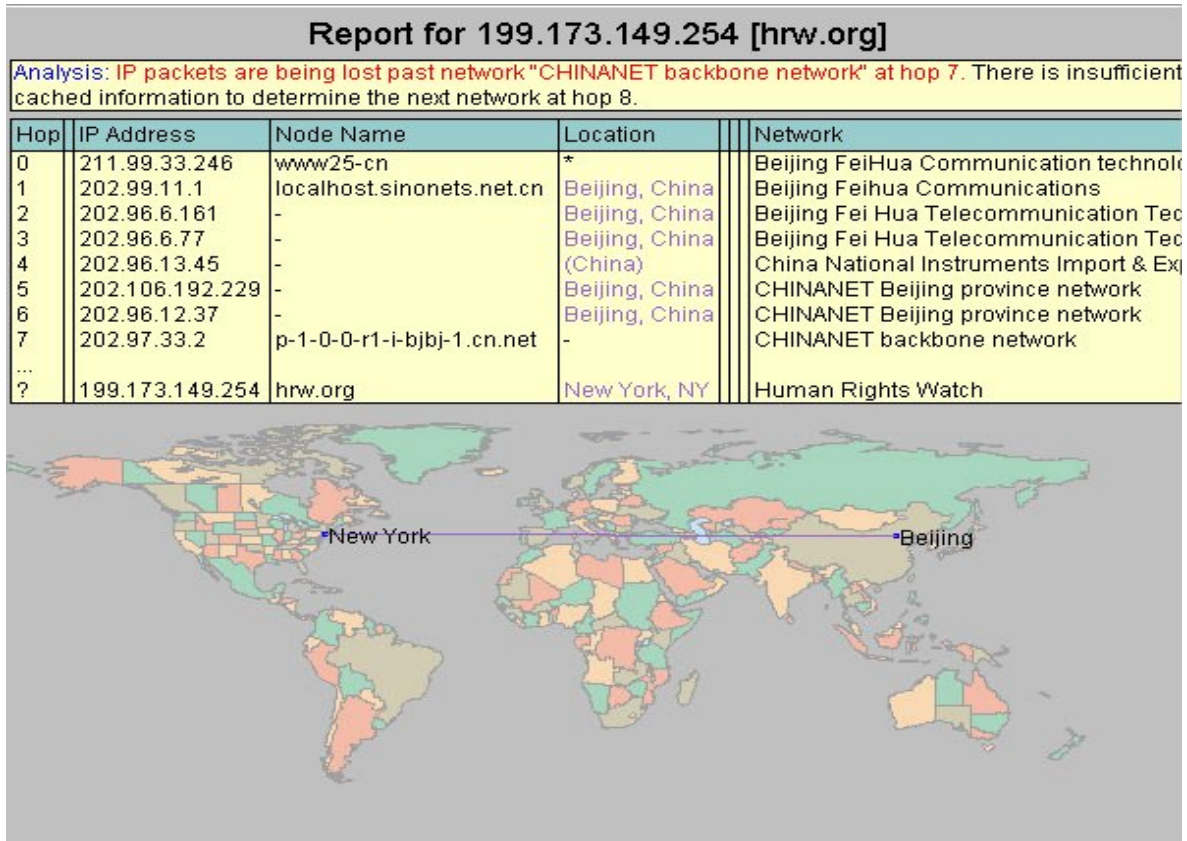 Report for 199.173.149.254 [hrw.org]
Analysis: IP packets are being lost past network "CHINANET backbone network" at hop 7. There is insufficient
cached information to determine the next network at hop 8.
Hop IP Address Node Name Location Network
0 211.99.33.246 www25-cn * Beijing FeiHua Communication technolo
1 202.99.11.1 localhost.sinonets.net.cn Beijing, China Beijing Feihua Communications
2 202.96.6.161 - Beijing, China Beijing Fei Hua Telecommunication Tec
3 202.96.6.77 - Beijing, China Beijing Fei Hua Telecommunication Tec
4 202.96.13.45 - (China) China National Instruments Import & Exp
5 202.106.192.229 - Beijing, China CHINANET Beijing province network
6 202.96.12.37 - Beijing, China CHINANET Beijing province network
7 202.97.33.2 p-1-0-0-r1-i-bjbj-1.cn.net - CHINANET backbone network
...
? 199.173.149.254 hrw.org New York, NY Human Rights Watch
New York Beijing